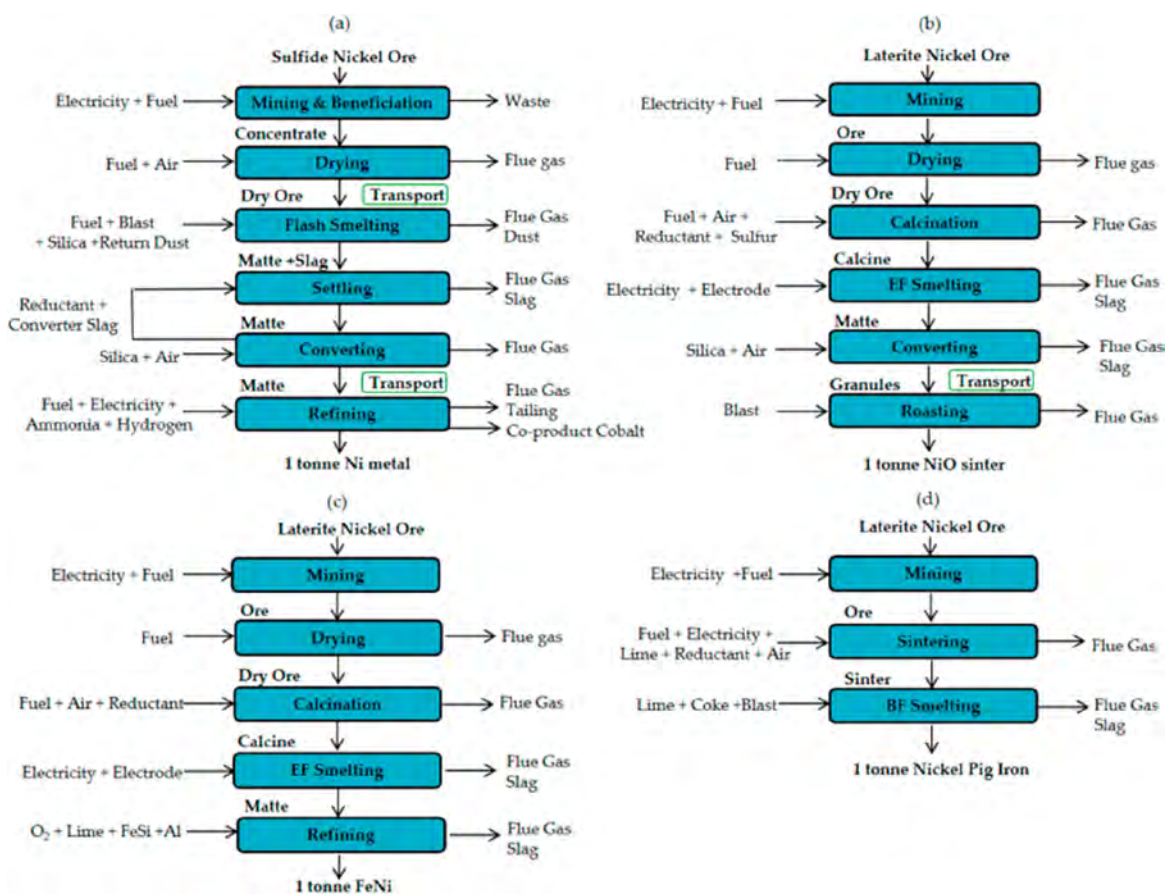 (a)
Sulfide Nickel Ore
Electricity + Fuel
Mining & Beneficiation
Waste
Concentrate
Fuel + Air
Drying
Flue gas
Dry Ore
Transport
Fuel + Blast
+ Silica +Return Dust
Flash Smelting
Flue Gas
Dust
Matte +Slag
Settling
Flue Gas
Slag
Reductant +
Converter Slag
Matte
Silica + Air
Converting
Flue Gas
Matte
Transport
Fuel + Electricity +
Ammonia + Hydrogen
Refining
Flue Gas
Tailing
Co-product Cobalt
1 tonne Ni metal
(b)
Laterite Nickel Ore
Electricity + Fuel
Mining
Ore
Fuel
Drying
Flue gas
Dry Ore
Fuel + Air +
Reductant + Sulfur
Calcination
Flue Gas
Calcine
Electricity + Electrode
EF Smelting
Flue Gas
Slag
Matte
Silica + Air
Converting
Flue Gas
Slag
Granules
Transport
Blast
Roasting
Flue Gas
1 tonne NiO sinter
(c)
Laterite Nickel Ore
Electricity + Fuel
Mining
Ore
Fuel
Drying
Flue gas
Dry Ore
Fuel + Air + Reductant
Calcination
Flue Gas
Calcine
Electricity + Electrode
EF Smelting
Flue Gas
Slag
Matte
O₂ + Lime + FeSi +Al
Refining
Flue Gas
Slag
1 tonne FeNi
(d)
Laterite Nickel Ore
Electricity +Fuel
Mining
Ore
Fuel + Electricity +
Lime + Reductant + Air
Sintering
Flue Gas
Sinter
Lime + Coke +Blast
BF Smelting
Flue Gas
Slag
1 tonne Nickel Pig Iron